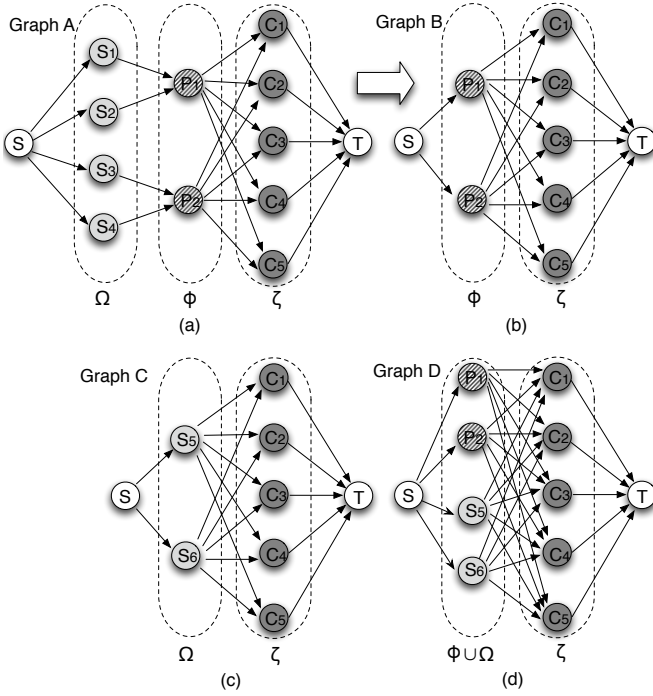 Graph A
S
S1
S2
S3
S4
P1
P2
C1
C2
C3
C4
C5
T
Ω
Φ
ζ
(a)
Graph B
S
P1
P2
C1
C2
C3
C4
C5
T
Φ
ζ
(b)
Graph C
S
S5
S6
C1
C2
C3
C4
C5
T
Ω
ζ
(c)
Graph D
S
P1
P2
S5
S6
C1
C2
C3
C4
C5
T
Φ∪Ω
ζ
(d)